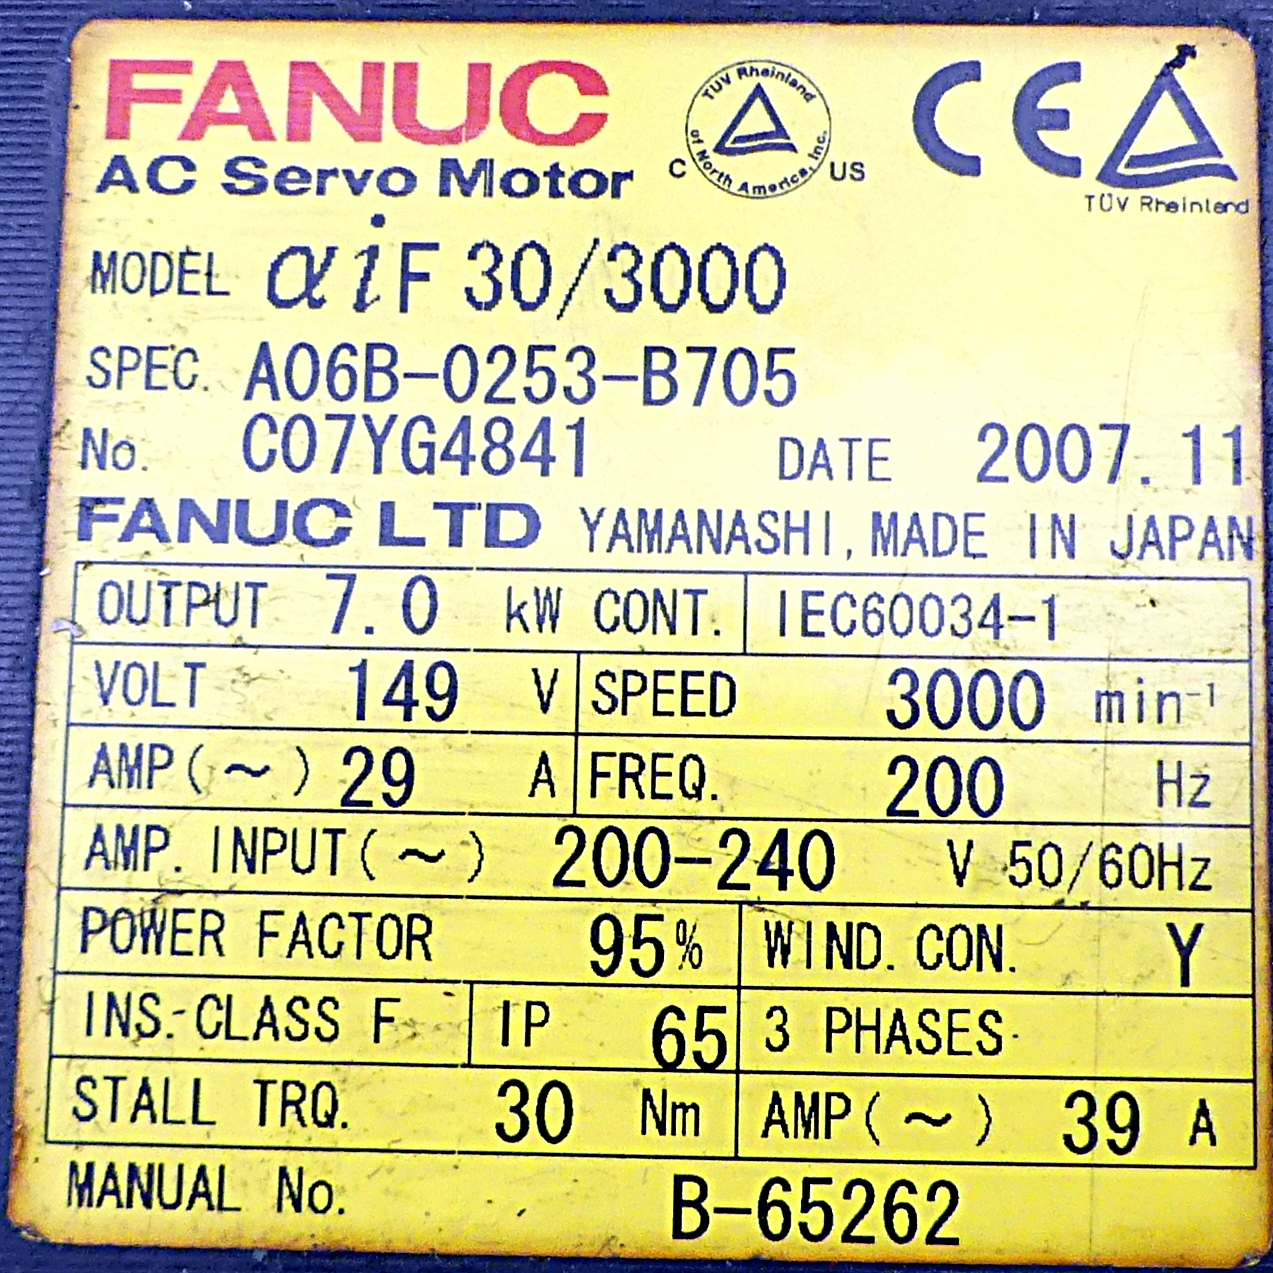 FANUC
AC Servo Motor
TÜV Rheinland of North America, Inc.
C US
CE
TÜV Rheinland
MODEL αiF 30/3000
SPEC. A06B-0253-B705
No. C07YG4841 DATE 2007.11
FANUC LTD YAMANASHI, MADE IN JAPAN
OUTPUT 7.0 kW CONT. IEC60034-1
VOLT 149 V SPEED 3000 min⁻¹
AMP(~) 29 A FREQ. 200 Hz
AMP. INPUT(~) 200-240 V 50/60Hz
POWER FACTOR 95% WIND. CON. Y
INS. CLASS F IP 65 3 PHASES
STALL TRQ. 30 Nm AMP(~) 39 A
MANUAL No. B-65262